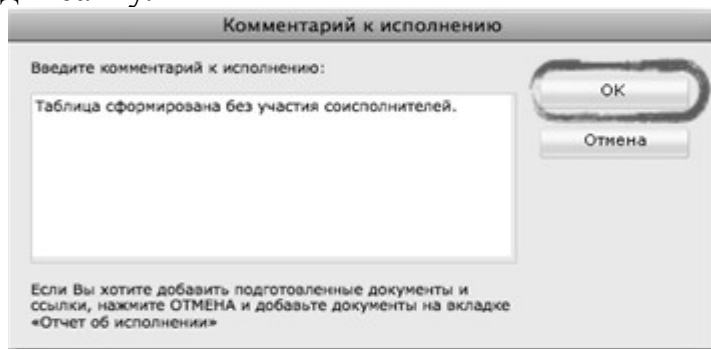 Комментарий к исполнению
Введите комментарий к исполнению:
Таблица сформирована без участия соисполнителей.
OK
Отмена
Если Вы хотите добавить подготовленные документы и
ссылки, нажмите ОТМЕНА и добавьте документы на вкладке
«Отчет об исполнении»